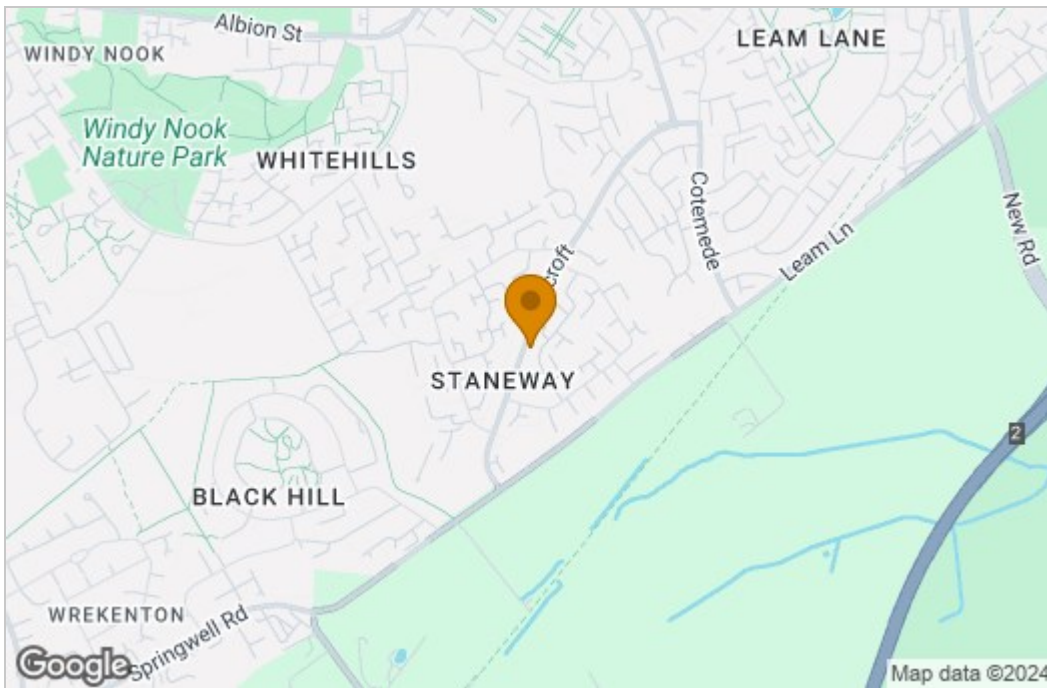 Albion St
WINDY NOOK
LEAM LANE
Windy Nook
Nature Park
WHITEHILLS
Cotemede
New Rd
Leam Ln
croft
STANEWAY
2
BLACK HILL
WREKENTON
Springwell Rd
Google
Map data ©2024